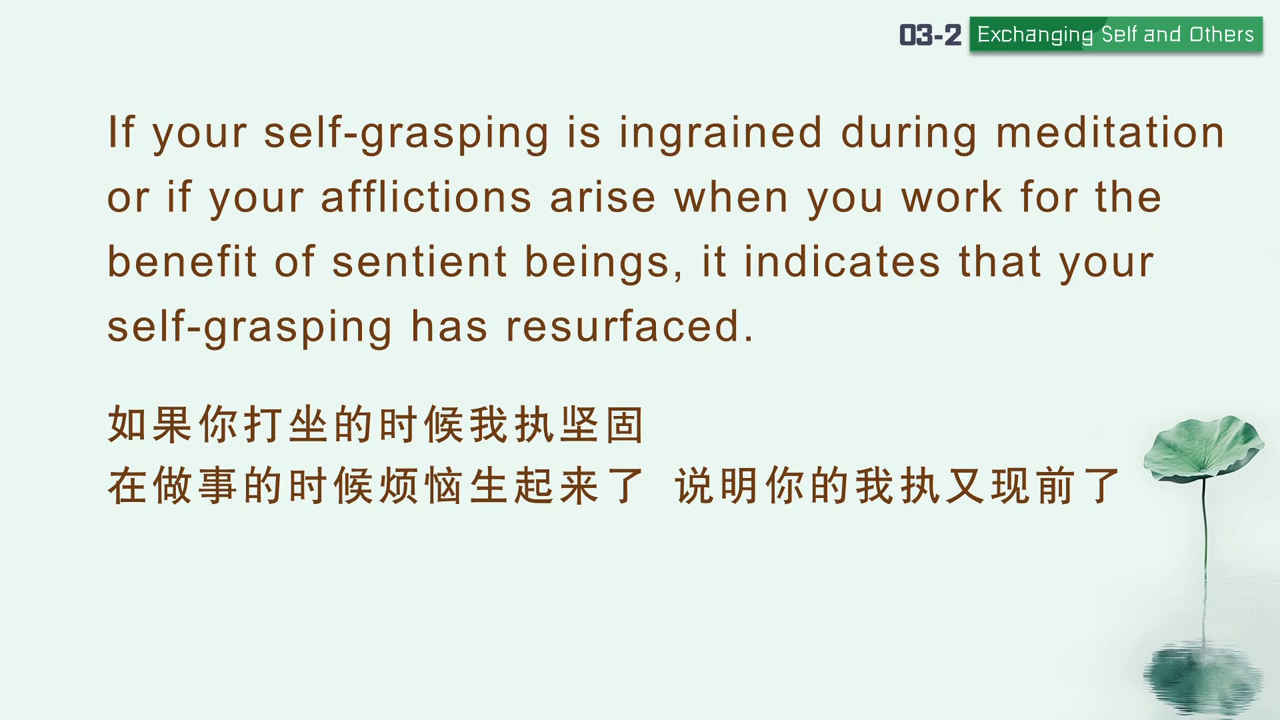 03-2 Exchanging Self and Others
If your self-grasping is ingrained during meditation
or if your afflictions arise when you work for the
benefit of sentient beings, it indicates that your
self-grasping has resurfaced.
如果你打坐的时候我执坚固
在做事的时候烦恼生起来了 说明你的我执又现前了